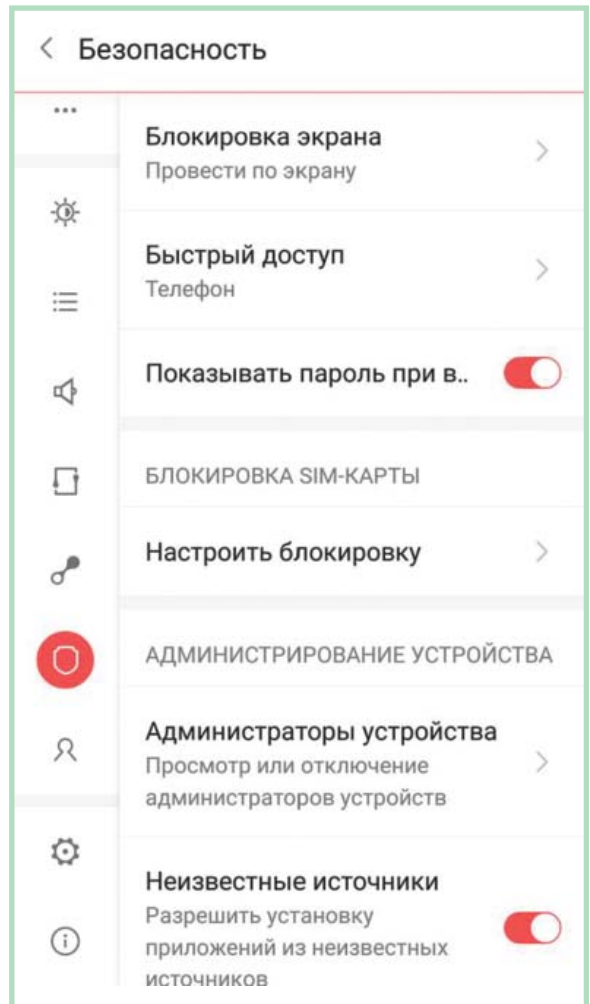 Безопасность
Блокировка экрана
Провести по экрану
Быстрый доступ
Телефон
Показывать пароль при в..
БЛОКИРОВКА SIM-КАРТЫ
Настроить блокировку
АДМИНИСТРИРОВАНИЕ УСТРОЙСТВА
Администраторы устройства
Просмотр или отключение
администраторов устройств
Неизвестные источники
Разрешить установку
приложений из неизвестных
источников